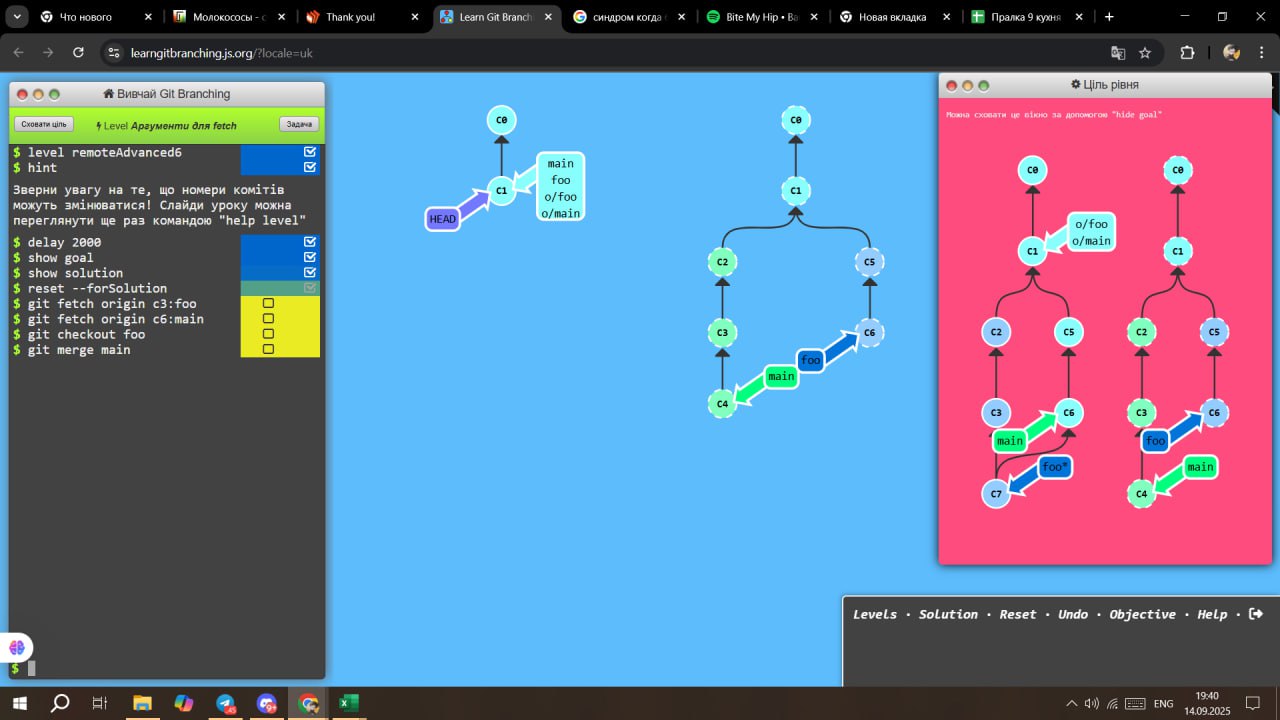 Що нового
Молокососы - с
Thank you!
Learn Git Branch
синдром когда г
Bite My Hip • Ва
Новая вкладка
Пралка 9 кухня
learngitbranching.js.org/?locale=uk
Вивчай Git Branching
Сховати ціль
Level Аргументи для fetch
Задача
$ level remoteAdvanced6
$ hint
Зверни увагу на те, що номери комітів
можуть змінюватися! Слайди уроку можна
переглянути ще раз командою "help level"
$ delay 2000
$ show goal
$ show solution
$ reset --forSolution
$ git fetch origin c3:foo
$ git fetch origin c6:main
$ git checkout foo
$ git merge main
$
C0
C1
HEAD
main
foo
o/foo
o/main
C0
C1
C2
C5
C3
C6
foo
main
C4
Ціль рівня
Можна сховати це вікно за допомогою "hide goal"
C0
o/foo
o/main
C1
C2
C5
C3
C6
main
foo*
C7
C0
C1
C2
C5
C3
C6
foo
main
C4
Levels · Solution · Reset · Undo · Objective · Help ·
ENG
19:40
14.09.2025